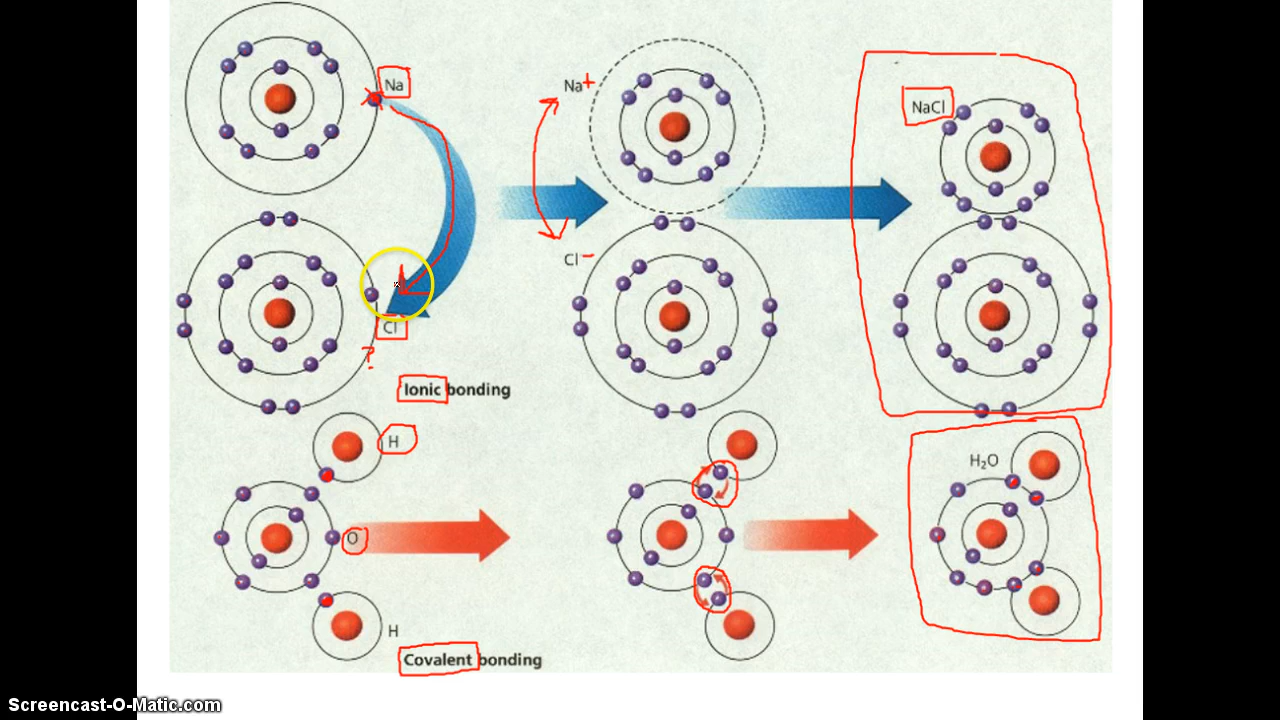 Na
Na+
NaCl
Cl-
Cl
?
Ionic bonding
H
H₂O
O
H
Covalent bonding
Screencast-O-Matic.com